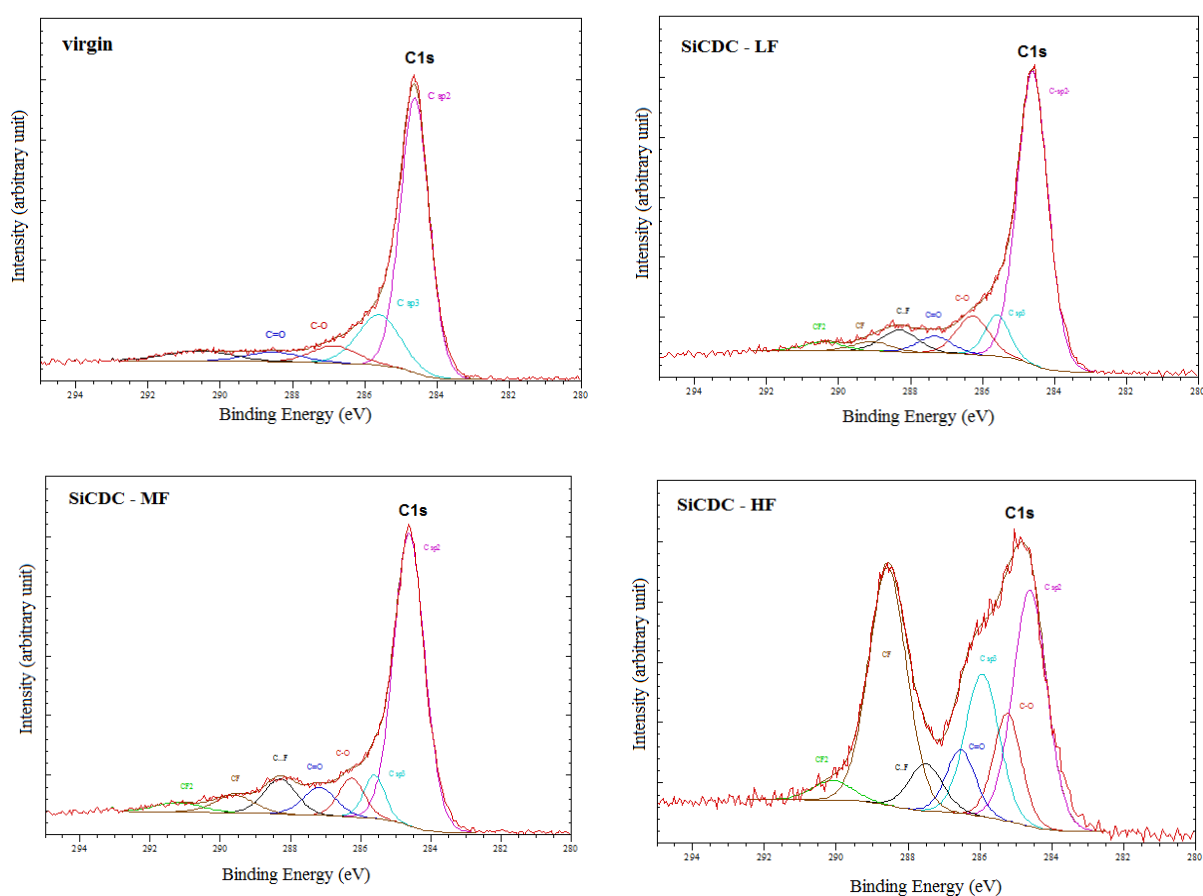 virgin
C1s
C sp2
C sp3
C-O
C=O
Intensity (arbitrary unit)
294 290 288 286 284 282 280
Binding Energy (eV)
SiCDC - LF
C1s
C-sp2-
C-O
C sp3
C..F
C=O
CF
CF2
Intensity (arbitrary unit)
294 292 290 288 286 284 282 280
Binding Energy (eV)
SiCDC - MF
C1s
C sp2
C-O
C sp3
C...F
C=O
CF
CF2
Intensity (arbitrary unit)
294 291 290 288 286 284 282 280
Binding Energy (eV)
SiCDC - HF
C1s
C sp2
CF
C sp3
C-O
C=O
CF2
C..F
Intensity (arbitrary unit)
294 292 290 288 286 284 282 280
Binding Energy (eV)